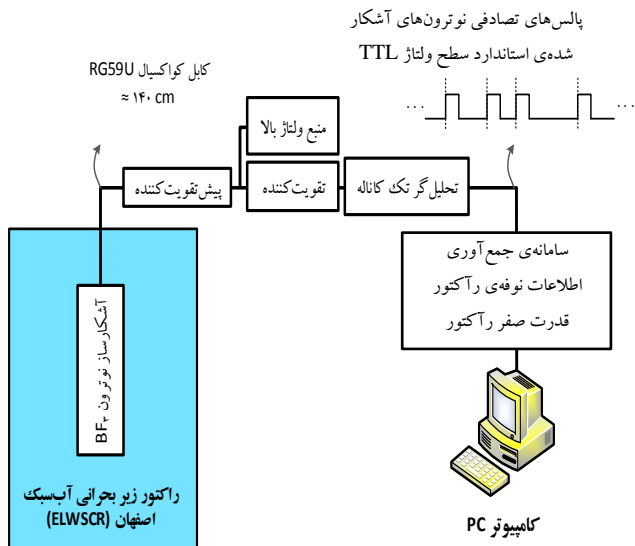 پالس‌های تصادفی نوترون‌های آشکار
شده‌ی استاندارد سطح ولتاژ TTL
... ...
کابل کواکسیال RG59U
≈ ۱۴۰ cm
منبع ولتاژ بالا
پیش‌تقویت‌کننده
تقویت‌کننده
تحلیل‌گر تک کاناله
سامانه‌ی جمع‌آوری
اطلاعات نوفه‌ی رآکتور
قدرت صفر رآکتور
آشکارساز نوترون BF۳
راکتور زیر بحرانی آب‌سبک
اصفهان (ELWSCR)
کامپیوتر PC